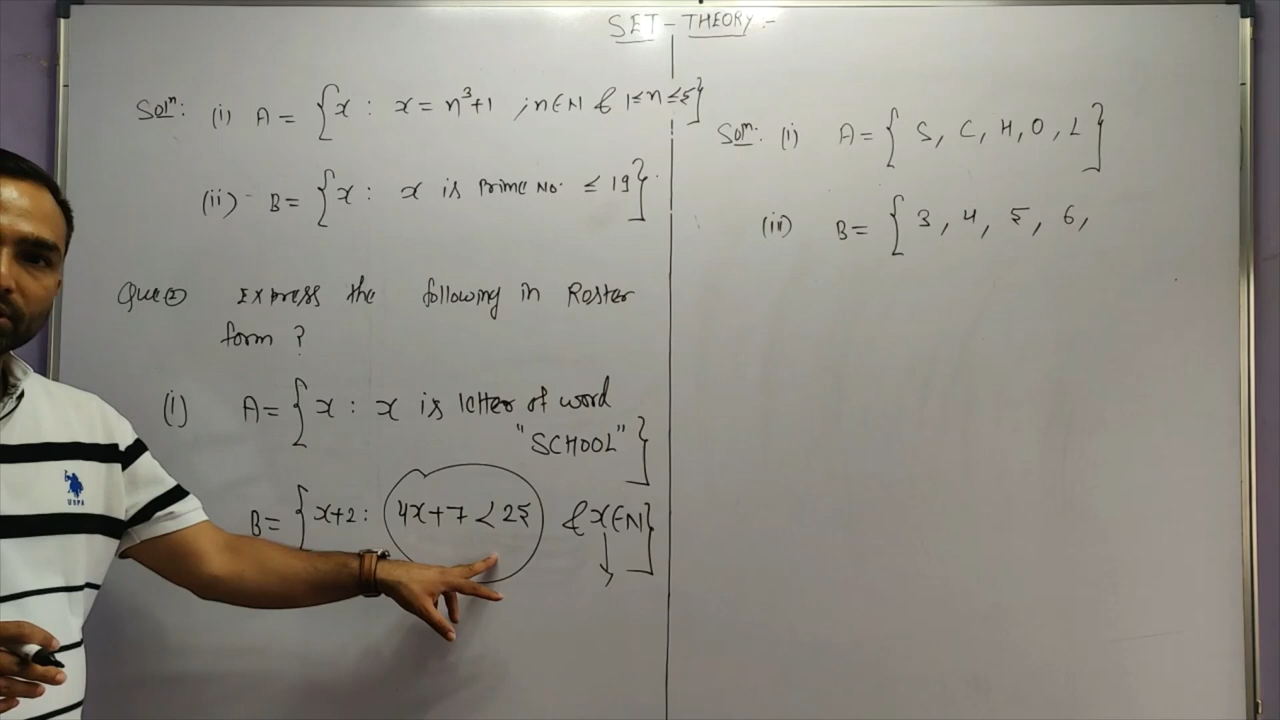 SET - THEORY :-
Solⁿ: (i) A = { x : x = n³+1 ; n∈N & 1≤n≤5}
(ii) - B = { x : x is Prime No. ≤ 19}.
Que② Express the following in Roster
form ?
(i) A = { x : x is letter of word
"SCHOOL" }
B = { x+2 : 4x+7 < 25 & x∈N}
USPA
Solⁿ: (i) A = { S, C, H, O, L }
(ii) B = { 3, 4, 5, 6,